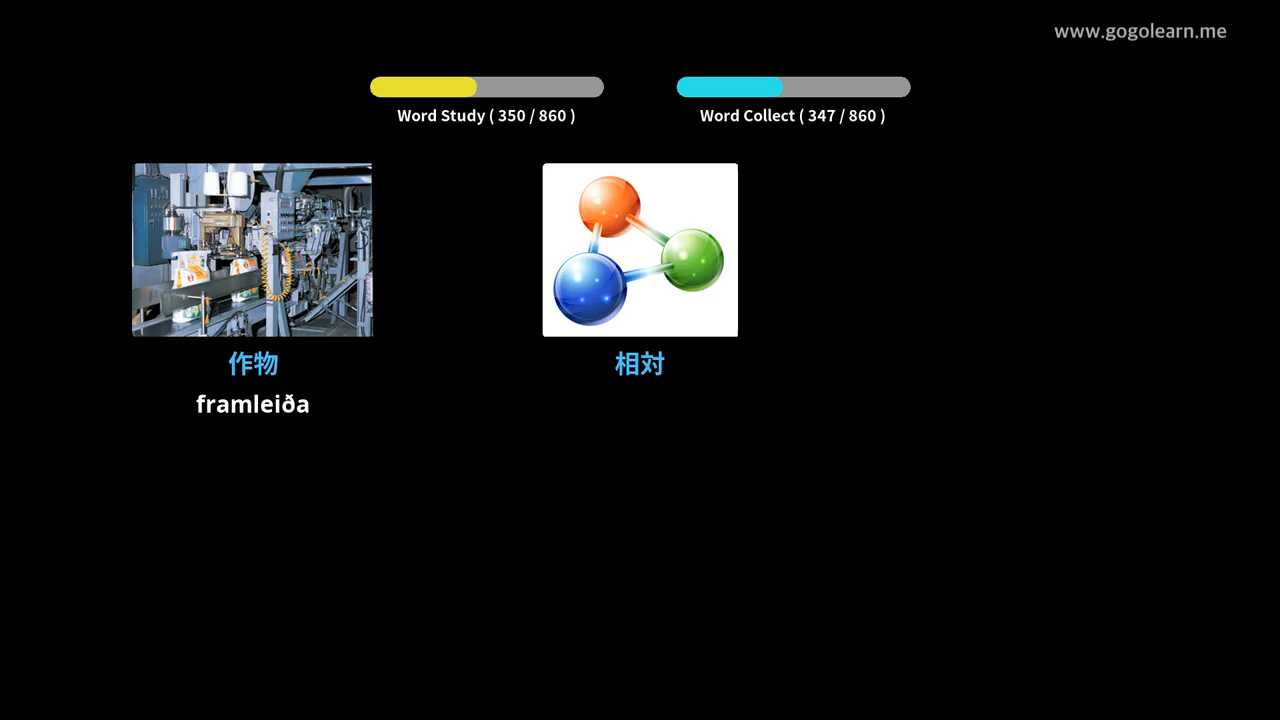 www.gogolearn.me
Word Study ( 350 / 860 )
Word Collect ( 347 / 860 )
作物
相対
framleiða